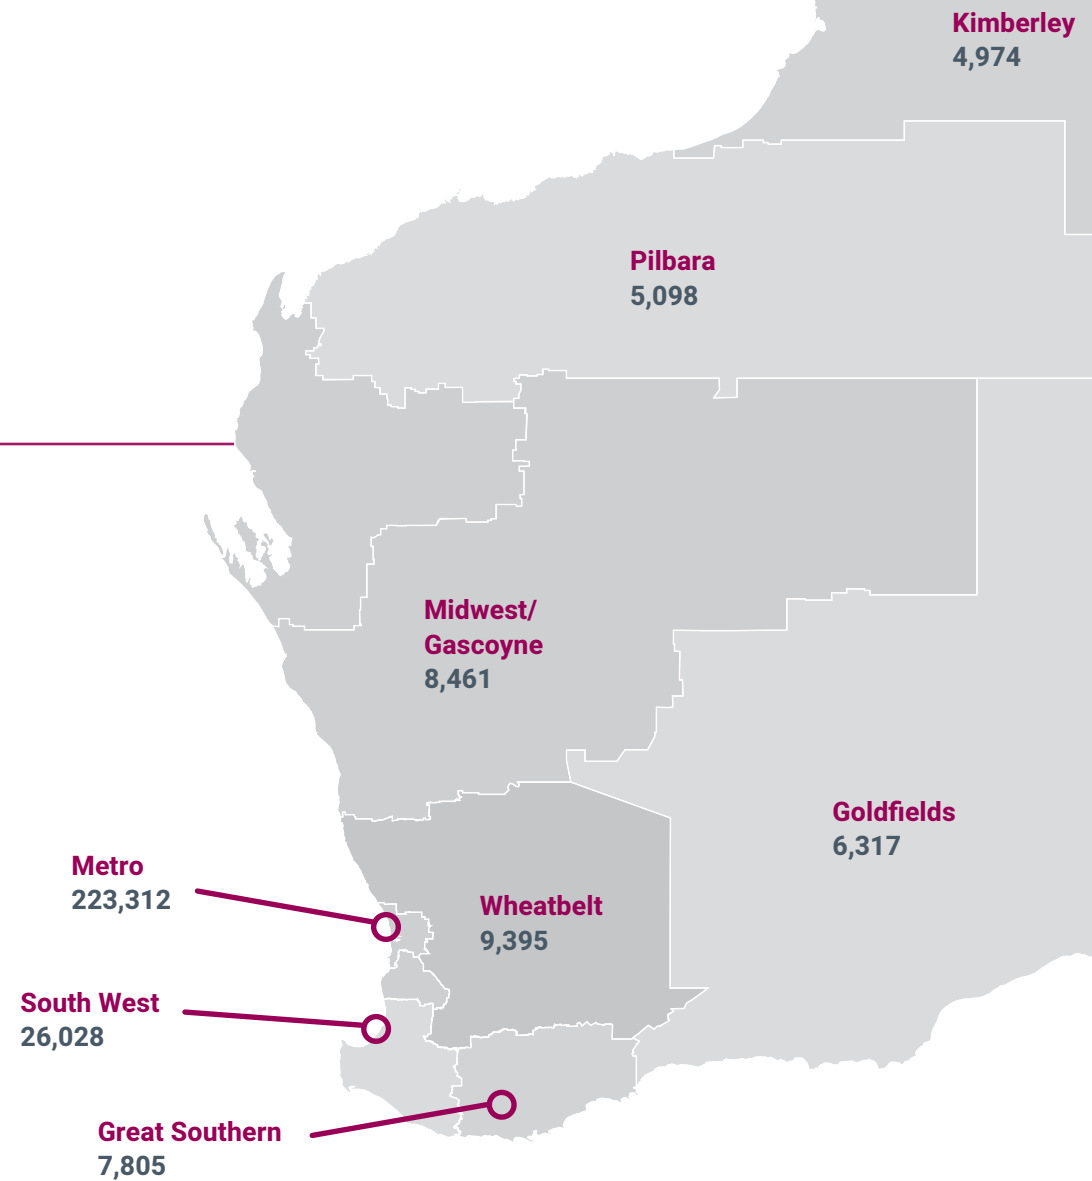 Kimberley
4,974
Pilbara
5,098
Midwest/
Gascoyne
8,461
Goldfields
6,317
Metro
223,312
Wheatbelt
9,395
South West
26,028
Great Southern
7,805